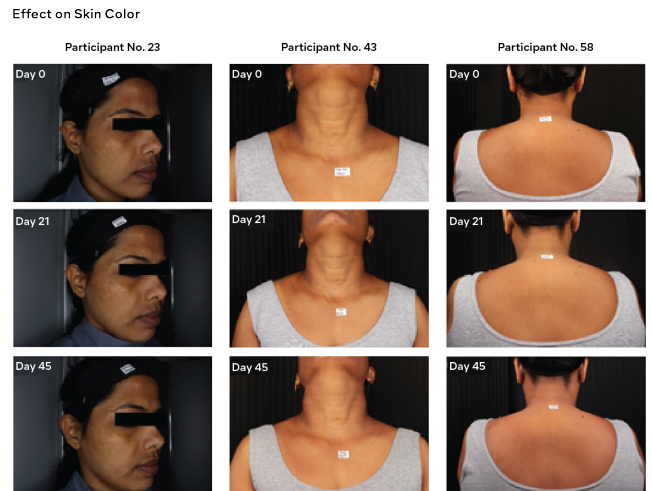 Effect on Skin Color
Participant No. 23
Participant No. 43
Participant No. 58
Day 0
Day 0
Day 0
Day 21
Day 21
Day 21
Day 45
Day 45
Day 45